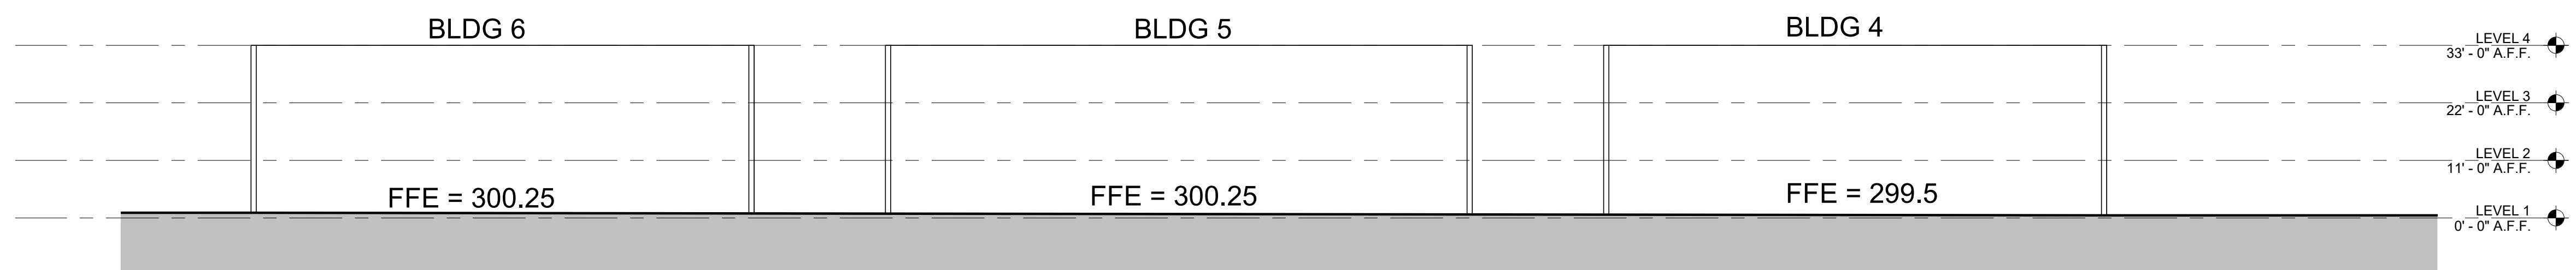 BLDG 6
BLDG 5
BLDG 4
LEVEL 4
33' - 0" A.F.F.
LEVEL 3
22' - 0" A.F.F.
LEVEL 2
11' - 0" A.F.F.
FFE = 300.25
FFE = 300.25
FFE = 299.5
LEVEL 1
0' - 0" A.F.F.